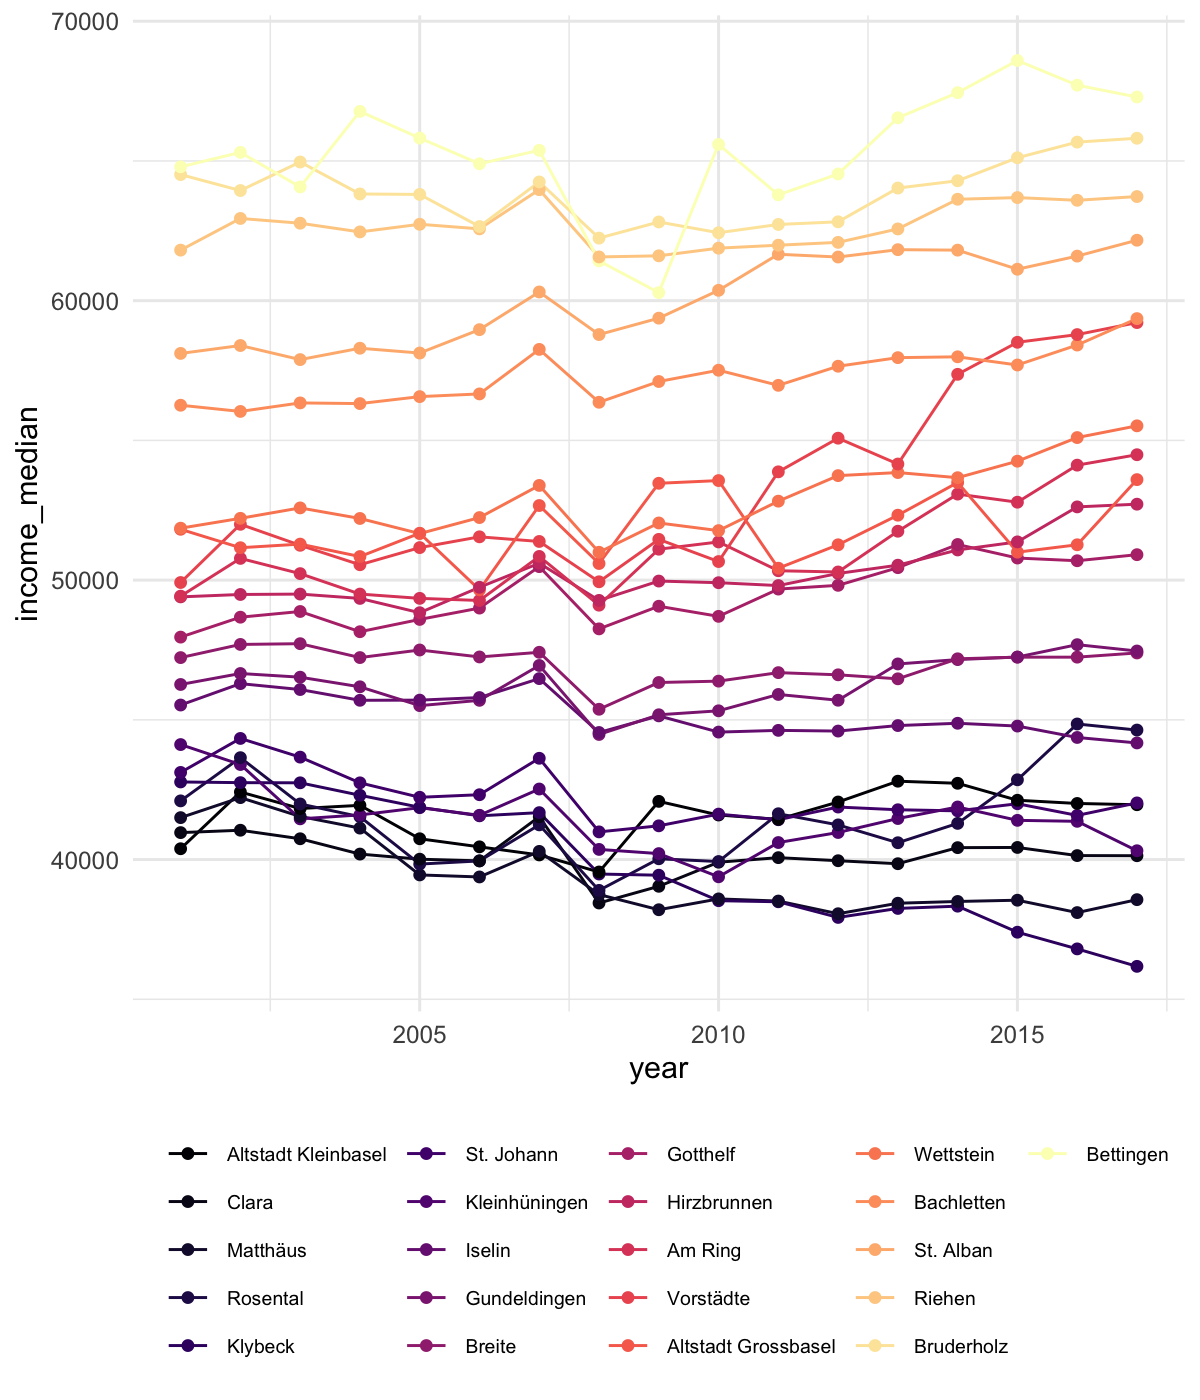 70000
60000
50000
40000
income_median
2005 2010 2015
year
Altstadt Kleinbasel St. Johann Gotthelf Wettstein Bettingen
Clara Kleinhüningen Hirzbrunnen Bachletten
Matthäus Iselin Am Ring St. Alban
Rosental Gundeldingen Vorstädte Riehen
Klybeck Breite Altstadt Grossbasel Bruderholz